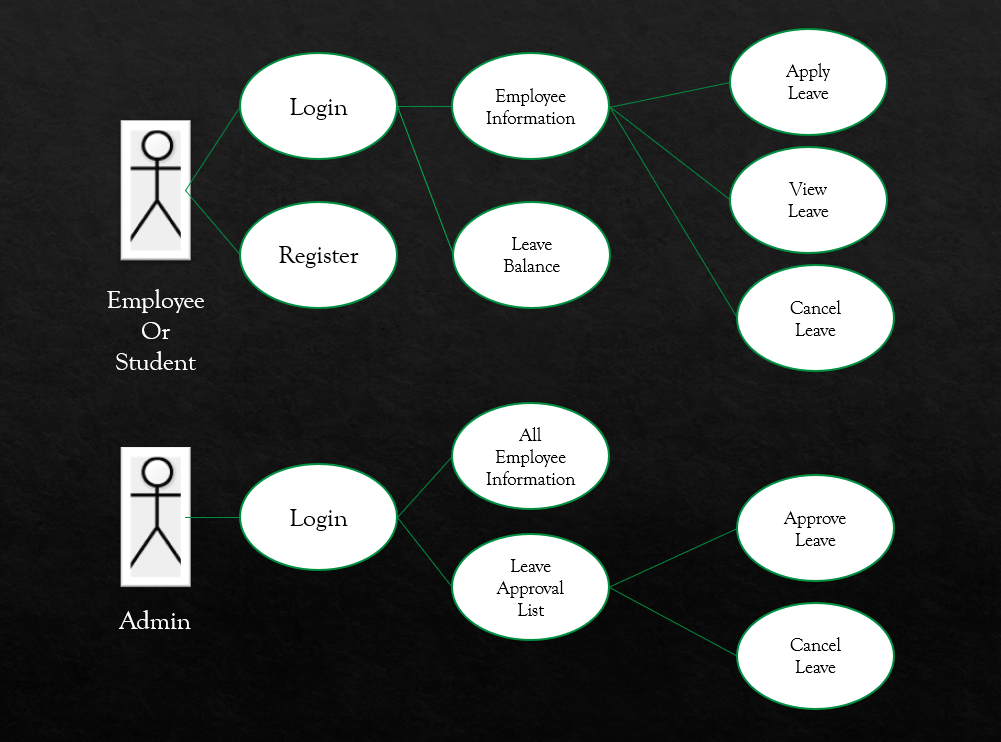 Login
Employee
Information
Apply
Leave
View
Leave
Register
Leave
Balance
Cancel
Leave
Employee
Or
Student
All
Employee
Information
Login
Leave
Approval
List
Approve
Leave
Cancel
Leave
Admin